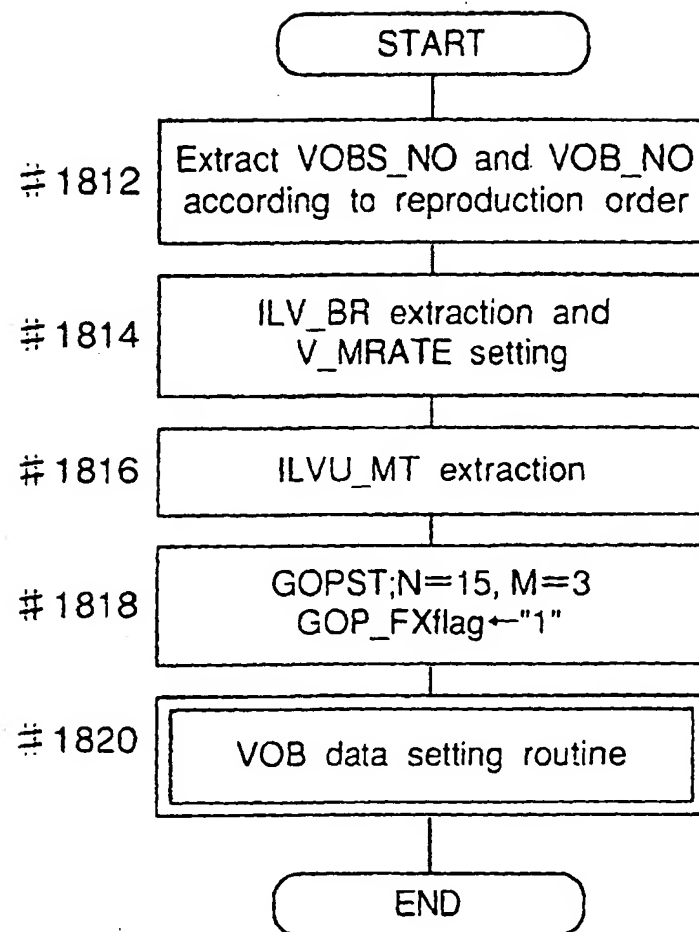 START
#1812
Extract VOBS_NO and VOB_NO
according to reproduction order
#1814
ILV_BR extraction and
V_MRATE setting
#1816
ILVU_MT extraction
#1818
GOPST;N=15, M=3
GOP_FXflag←"1"
#1820
VOB data setting routine
END